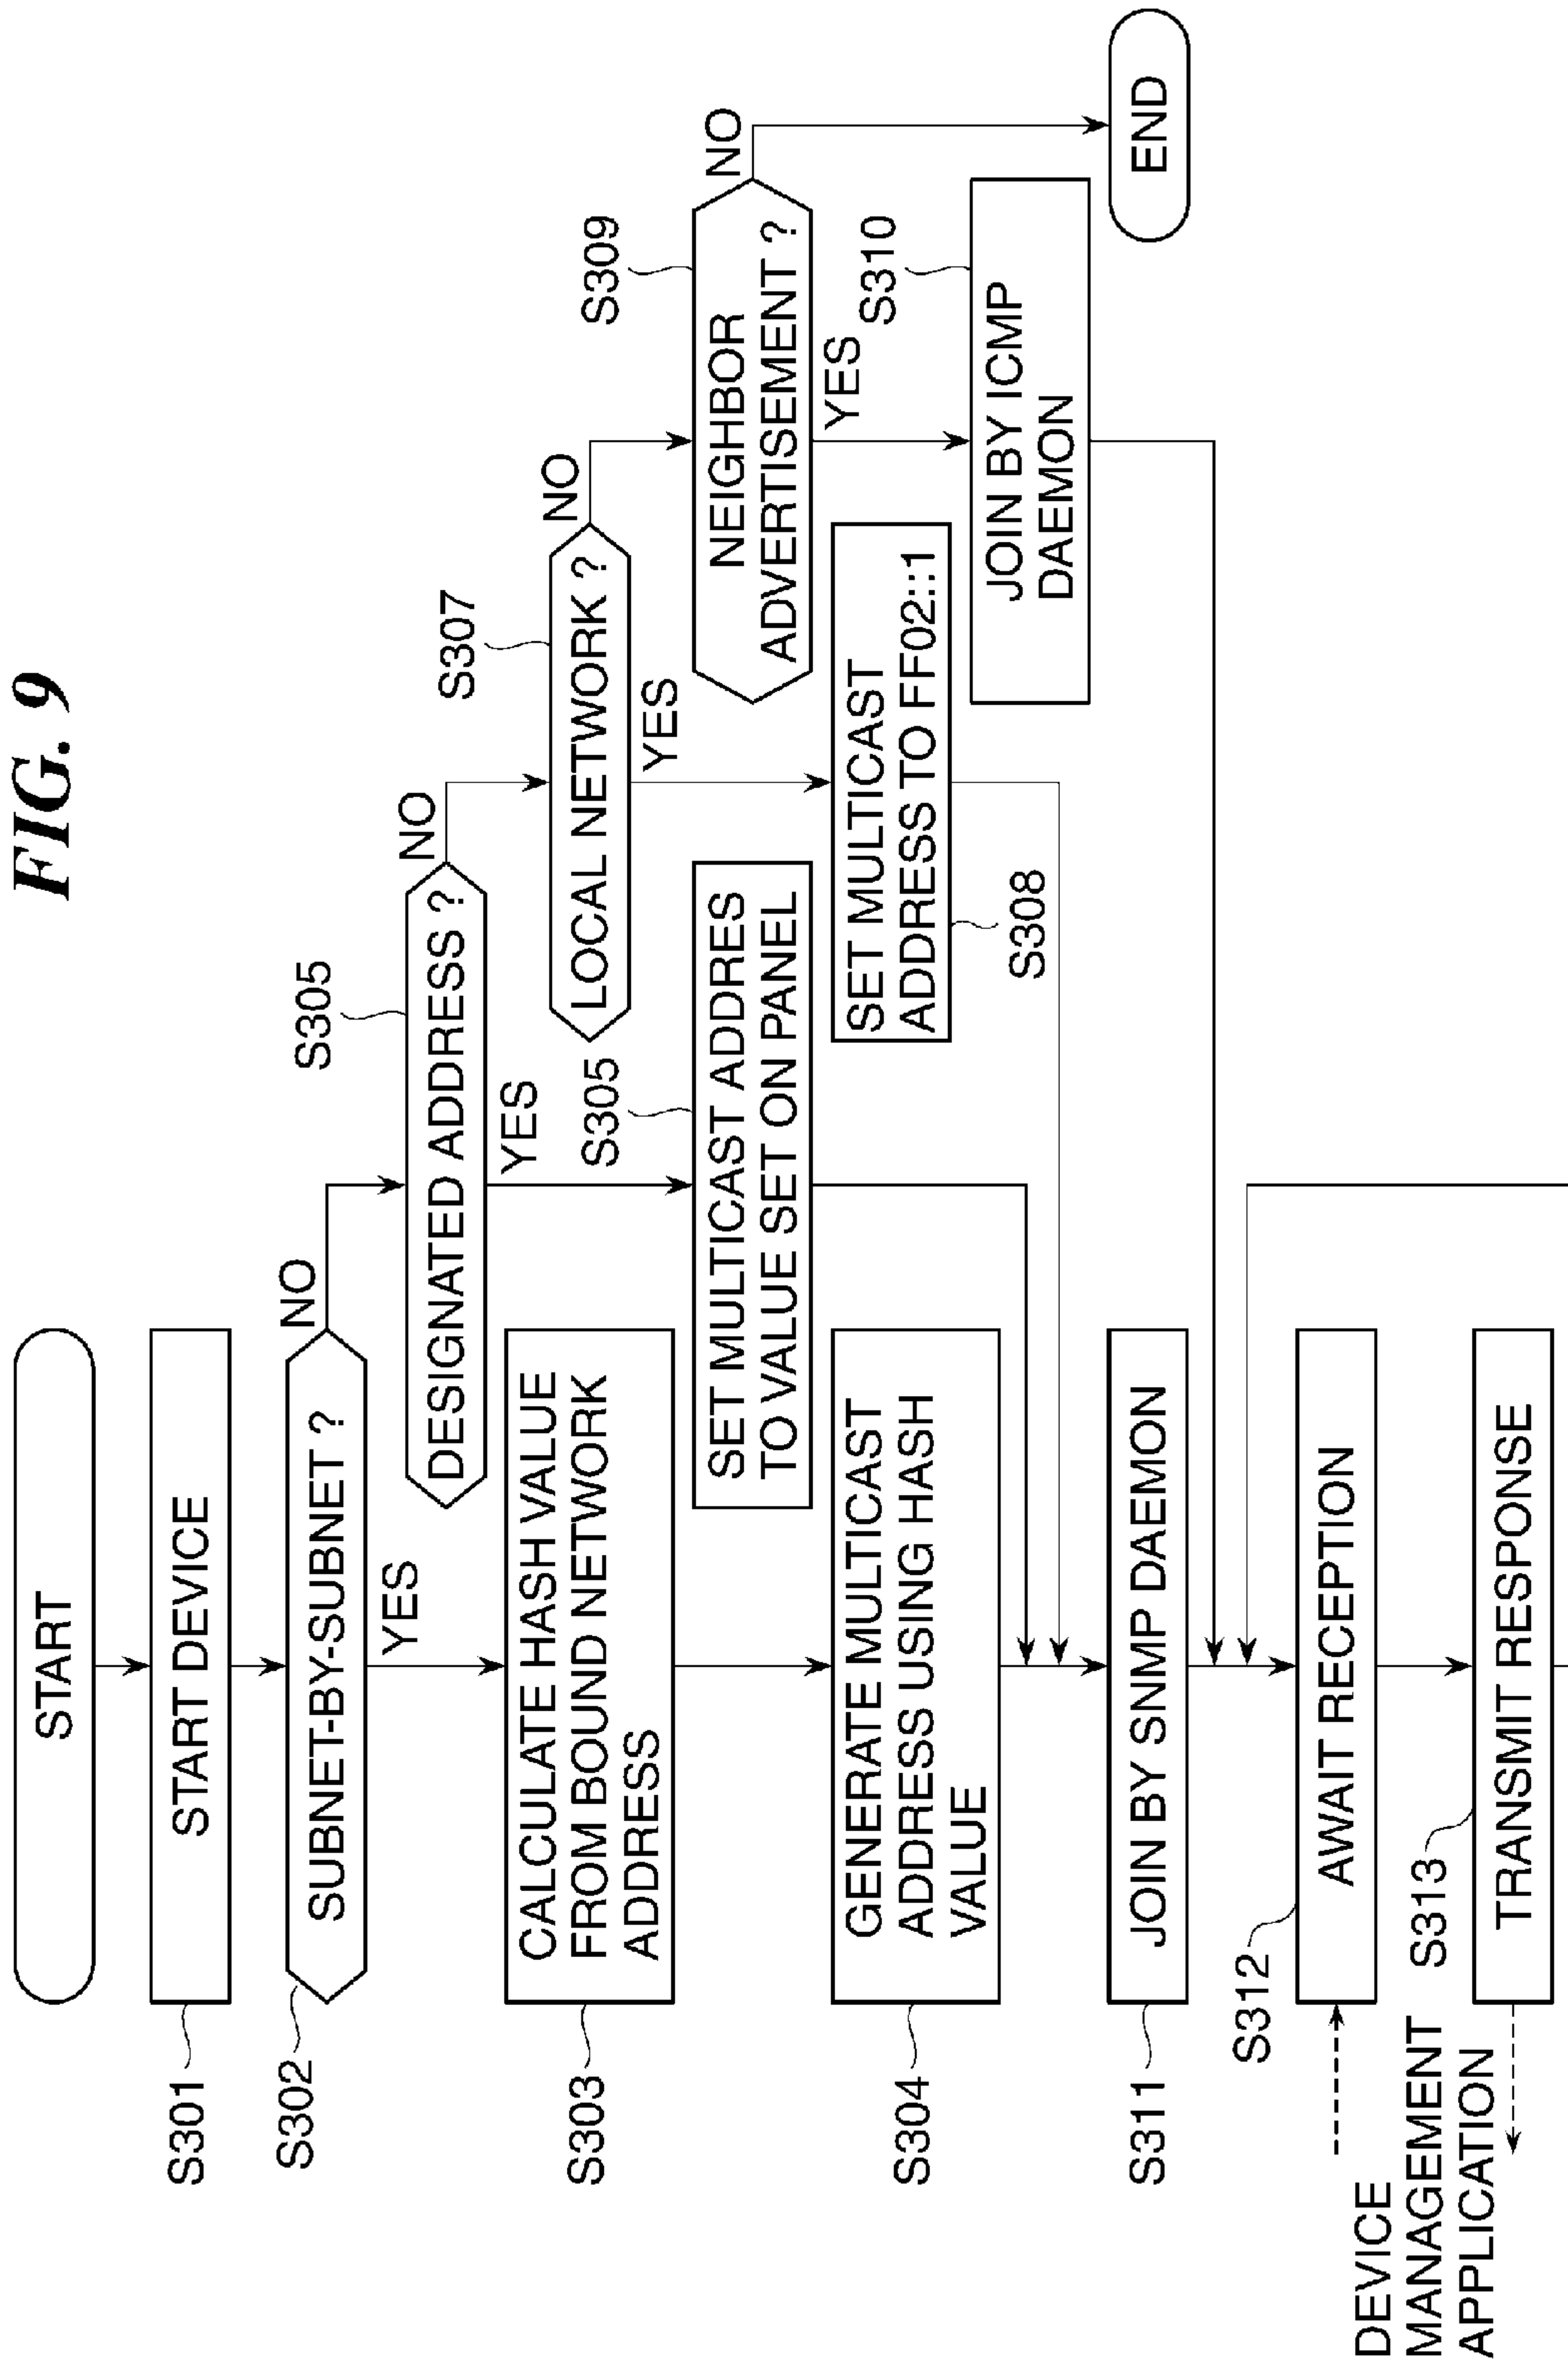 FIG. 9
START
S301
START DEVICE
S302
SUBNET-BY-SUBNET ?
NO
YES
S305
DESIGNATED ADDRESS ?
NO
YES
S303
CALCULATE HASH VALUE
FROM BOUND NETWORK
ADDRESS
S307
LOCAL NETWORK ?
NO
YES
S305
SET MULTICAST ADDRES
TO VALUE SET ON PANEL
S309
NEIGHBOR
ADVERTISEMENT ?
NO
YES
S304
GENERATE MULTICAST
ADDRESS USING HASH
VALUE
SET MULTICAST
ADDRESS TO FF02::1
S308
S310
JOIN BY ICMP
DAEMON
S311
JOIN BY SNMP DAEMON
END
S312
AWAIT RECEPTION
DEVICE
MANAGEMENT
APPLICATION
S313
TRANSMIT RESPONSE